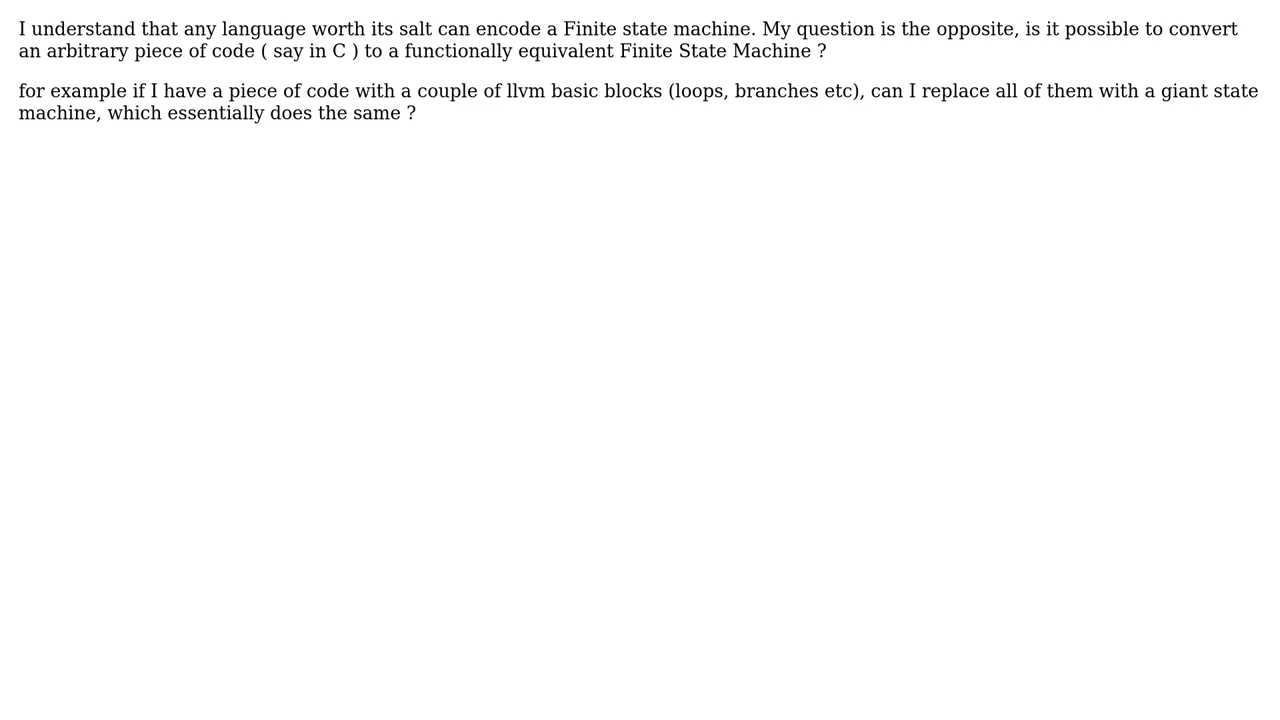 I understand that any language worth its salt can encode a Finite state machine. My question is the opposite, is it possible to convert
an arbitrary piece of code ( say in C ) to a functionally equivalent Finite State Machine ?
for example if I have a piece of code with a couple of llvm basic blocks (loops, branches etc), can I replace all of them with a giant state
machine, which essentially does the same ?